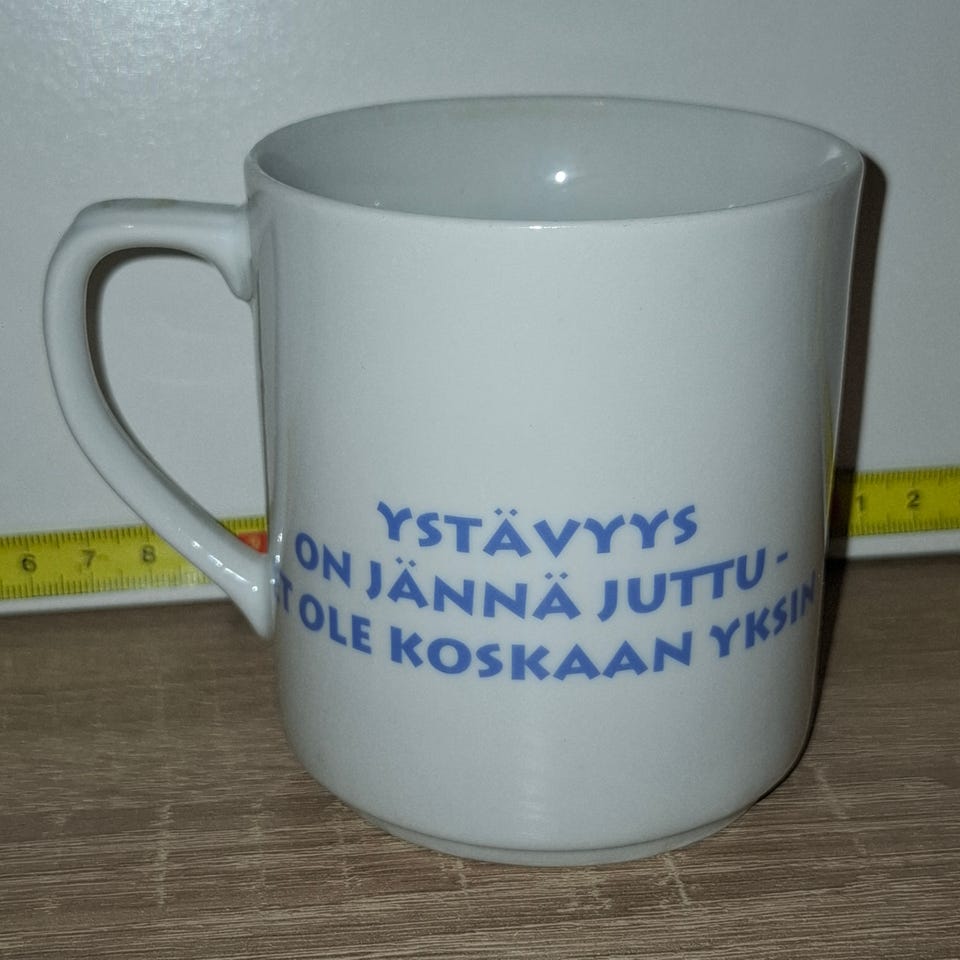 YSTÄVYYS
ON JÄNNÄ JUTTU -
OLE KOSKAAN YKSIN
6 7 8
1 2